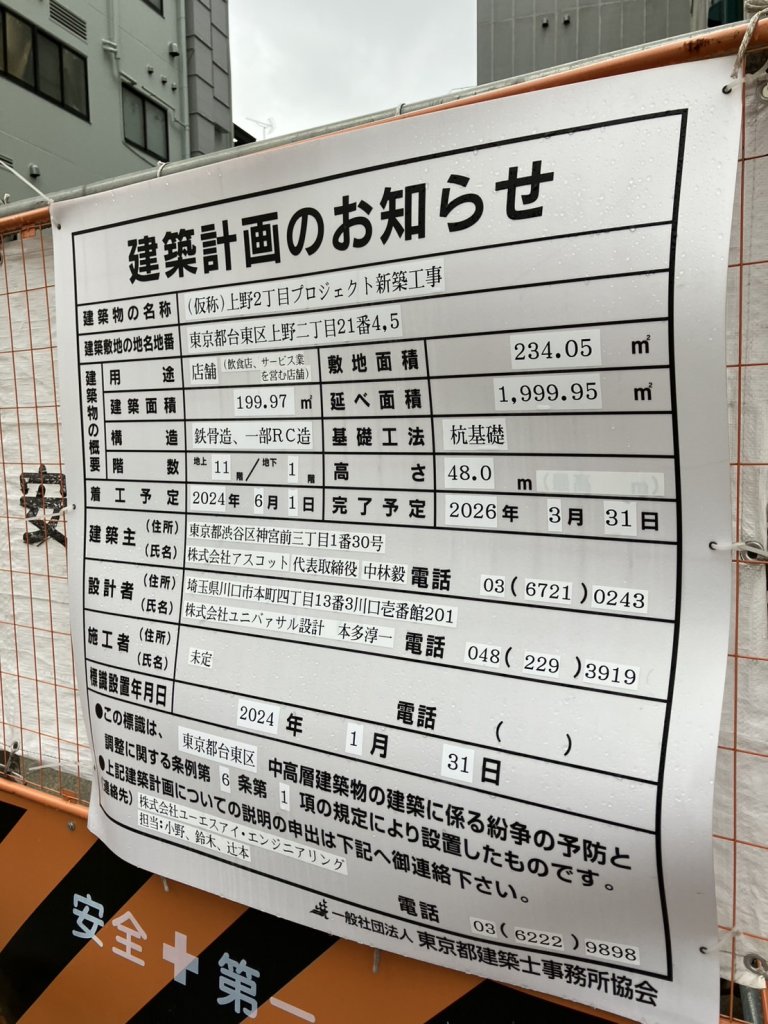 建築計画のお知らせ
建築物の名称 (仮称)上野2丁目プロジェクト新築工事
建築敷地の地名地番 東京都台東区上野二丁目21番4,5
建築物の概要
用途 店舗 (飲食店、サービス業を営む店舗) 敷地面積 234.05 ㎡
建築面積 199.97 ㎡ 延べ面積 1,999.95 ㎡
構造 鉄骨造、一部RC造 基礎工法 杭基礎
階数 地上 11 階/地下 1 階 高さ 48.0 m
着工予定 2024年 6月 1日 完了予定 2026年 3月 31日
建築主 (住所) 東京都渋谷区神宮前三丁目1番30号
(氏名) 株式会社アスコット 代表取締役 中林毅 電話 03(6721)0243
設計者 (住所) 埼玉県川口市本町四丁目13番3川口壱番館201
(氏名) 株式会社ユニバァサル設計 本多淳一 電話 048(229)3919
施工者 (住所)
(氏名) 未定 電話 ( )
標識設置年月日 2024 年 1 月 31 日
●この標識は、東京都台東区 中高層建築物の建築に係る紛争の予防と
調整に関する条例第 6 条第 1 項の規定により設置したものです。
●上記建築計画についての説明の申出は下記へ御連絡下さい。
(連絡先) 株式会社ユーエスアイ・エンジニアリング
担当:小野、鈴木、辻本 電話 03(6222)9898
一般社団法人 東京都建築士事務所協会
安全✚第一